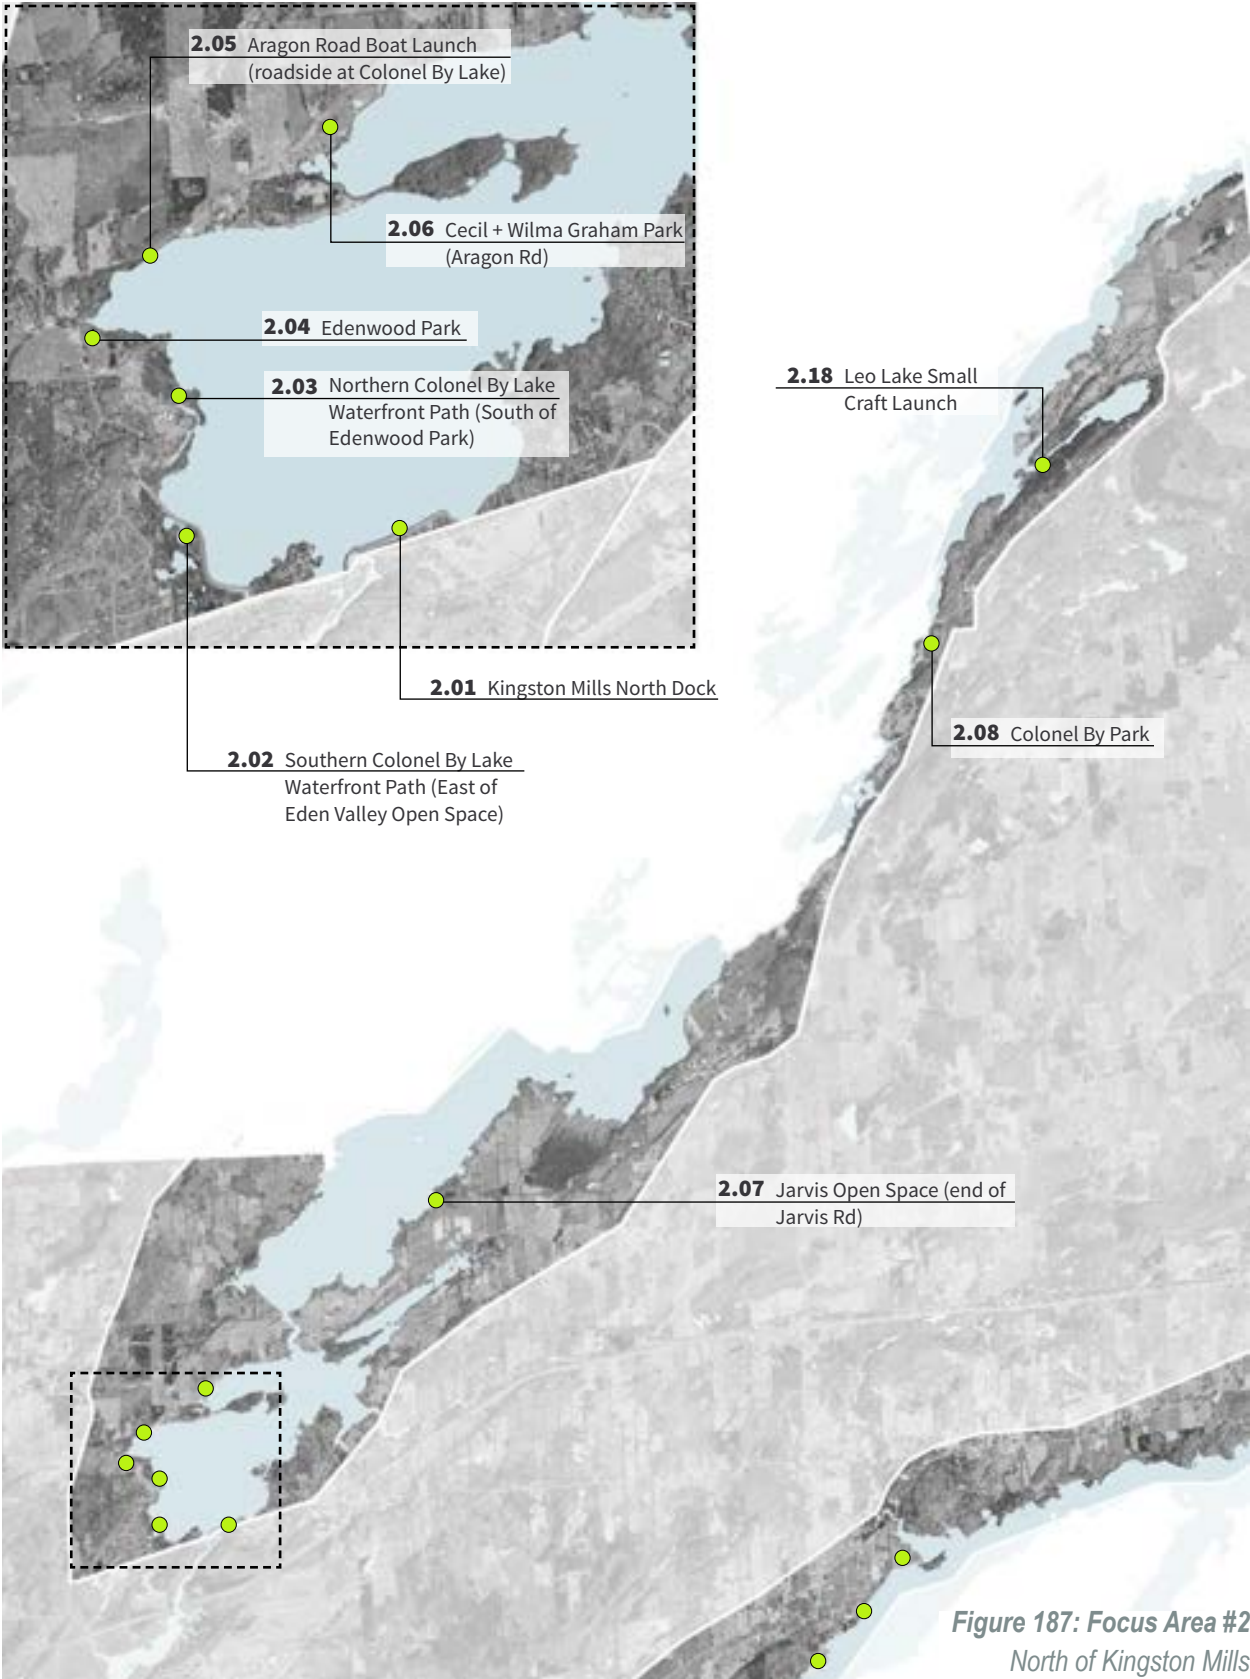 2.05 Aragon Road Boat Launch
(roadside at Colonel By Lake)
2.06 Cecil + Wilma Graham Park
(Aragon Rd)
2.04 Edenwood Park
2.03 Northern Colonel By Lake
Waterfront Path (South of
Edenwood Park)
2.18 Leo Lake Small
Craft Launch
2.01 Kingston Mills North Dock
2.08 Colonel By Park
2.02 Southern Colonel By Lake
Waterfront Path (East of
Eden Valley Open Space)
2.07 Jarvis Open Space (end of
Jarvis Rd)
Figure 187: Focus Area #2
North of Kingston Mills